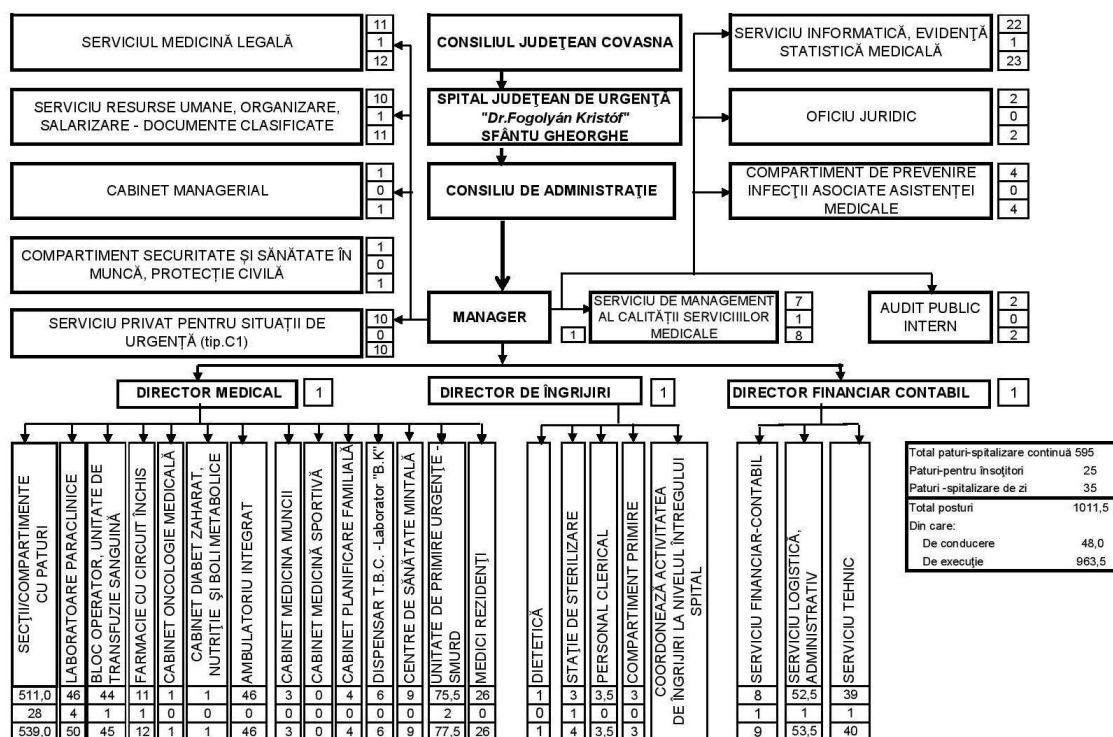 SERVICIUL MEDICINĂ LEGALĂ
11
1
12
SERVICIU RESURSE UMANE, ORGANIZARE,
SALARIZARE - DOCUMENTE CLASIFICATE
10
1
11
CABINET MANAGERIAL
1
0
1
COMPARTIMENT SECURITATE ȘI SĂNĂTATE ÎN
MUNCĂ, PROTECȚIE CIVILĂ
1
0
1
SERVICIU PRIVAT PENTRU SITUAȚII DE
URGENȚĂ (tip.C1)
10
0
10
CONSILIUL JUDEȚEAN COVASNA
SPITAL JUDEȚEAN DE URGENȚĂ
"Dr.Fogolyán Kristóf"
SFÂNTU GHEORGHE
CONSILIU DE ADMINISTRAŢIE
MANAGER
1
SERVICIU DE MANAGEMENT
AL CALITĂȚII SERVICIIILOR
MEDICALE
7
1
8
SERVICIU INFORMATICĂ, EVIDENȚĂ
STATISTICĂ MEDICALĂ
22
1
23
OFICIU JURIDIC
2
0
2
COMPARTIMENT DE PREVENIRE
INFECȚII ASOCIATE ASISTENȚEI
MEDICALE
4
0
4
AUDIT PUBLIC
INTERN
2
0
2
DIRECTOR MEDICAL
1
DIRECTOR DE ÎNGRIJIRI
1
DIRECTOR FINANCIAR CONTABIL
1
SECŢII/COMPARTIMENTE
CU PATURI
511,0
28
539,0
LABORATOARE PARACLINICE
46
4
50
BLOC OPERATOR, UNITATE DE
TRANSFUZIE SANGUINĂ
44
1
45
FARMACIE CU CIRCUIT ÎNCHIS
11
1
12
CABINET ONCOLOGIE MEDICALĂ
1
0
1
CABINET DIABET ZAHARAT,
NUTRIȚIE ȘI BOLI METABOLICE
1
0
1
AMBULATORIU INTEGRAT
46
0
46
CABINET MEDICINA MUNCII
3
0
3
CABINET MEDICINĂ SPORTIVĂ
0
0
0
CABINET PLANIFICARE FAMILIALĂ
4
0
4
DISPENSAR T.B.C. -Laborator "B.K"
6
0
6
CENTRE DE SĂNĂTATE MINTALĂ
9
0
9
UNITATE DE PRIMIRE URGENȚE -
SMURD
75,5
2
77,5
MEDICI REZIDENȚI
26
0
26
DIETETICĂ
1
0
1
STAȚIE DE STERILIZARE
3
1
4
PERSONAL CLERICAL
3,5
0
3,5
COMPARTIMENT PRIMIRE
3
0
3
COORDONEAZĂ ACTIVITATEA
DE ÎNGRIJIRI LA NIVELUL ÎNTREGULUI
SPITAL
SERVICIU FINANCIAR-CONTABIL
8
1
9
SERVICIU LOGISTICĂ,
ADMINISTRATIV
52,5
1
53,5
SERVICIU TEHNIC
39
1
40
Total paturi-spitalizare continuă 595
Paturi-pentru însoțitori 25
Paturi -spitalizare de zi 35
Total posturi 1011,5
Din care:
De conducere 48,0
De execuție 963,5